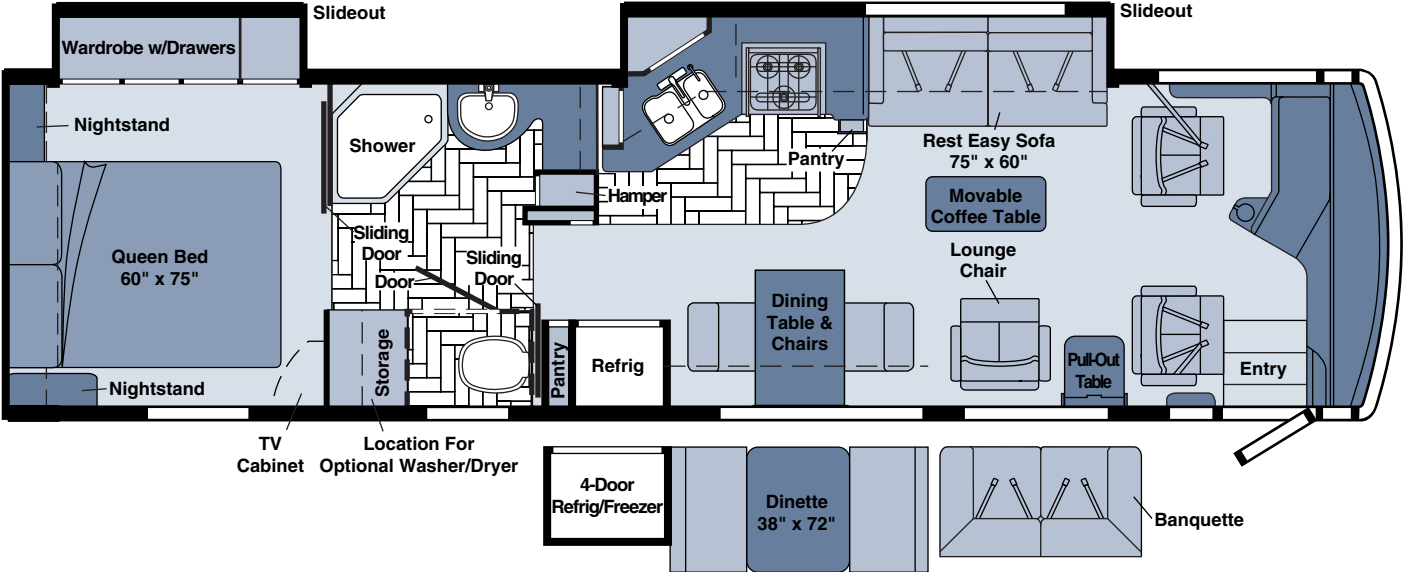 Slideout
Slideout
Wardrobe w/Drawers
Nightstand
Shower
Pantry
Rest Easy Sofa
75" x 60"
Hamper
Movable
Coffee Table
Sliding
Door
Sliding
Door
Door
Queen Bed
60" x 75"
Lounge
Chair
Dining
Table &
Chairs
Storage
Pantry
Refrig
Pull-Out
Table
Entry
Nightstand
TV
Cabinet
Location For
Optional Washer/Dryer
4-Door
Refrig/Freezer
Dinette
38" x 72"
Banquette